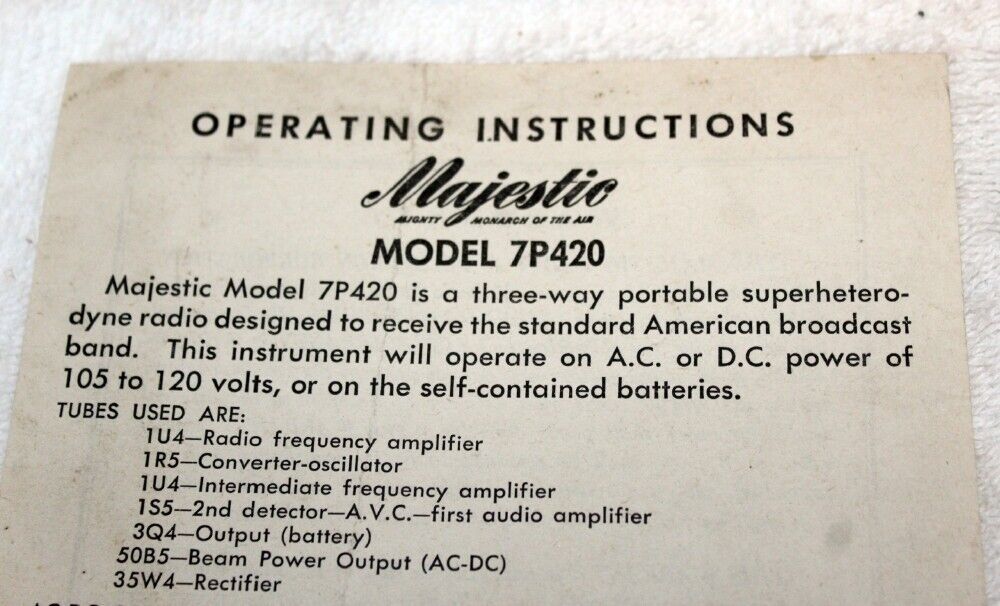 OPERATING INSTRUCTIONS
Majestic
MIGHTY MONARCH OF THE AIR
MODEL 7P420
Majestic Model 7P420 is a three-way portable superhetero-
dyne radio designed to receive the standard American broadcast
band. This instrument will operate on A.C. or D.C. power of
105 to 120 volts, or on the self-contained batteries.
TUBES USED ARE:
1U4—Radio frequency amplifier
1R5—Converter-oscillator
1U4—Intermediate frequency amplifier
1S5—2nd detector—A.V.C.—first audio amplifier
3Q4—Output (battery)
50B5—Beam Power Output (AC-DC)
35W4—Rectifier